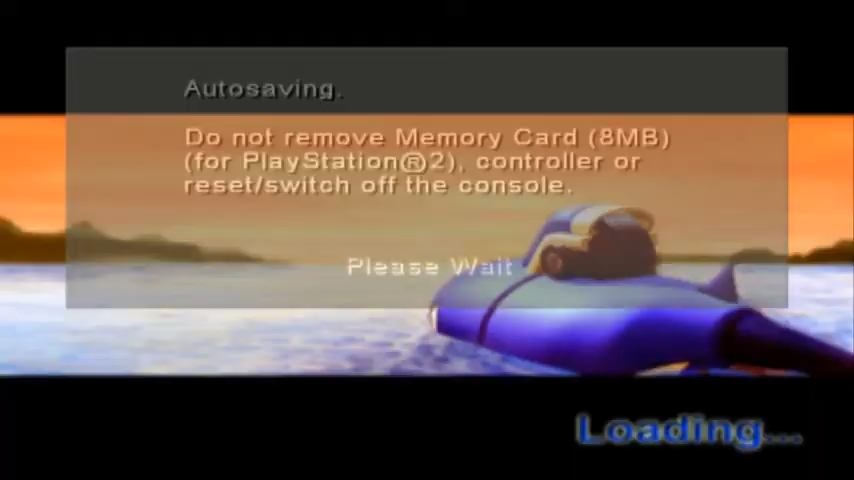 Autosaving.
Do not remove Memory Card (8MB)
(for PlayStation®2), controller or
reset/switch off the console.
Please Wait
Loading...